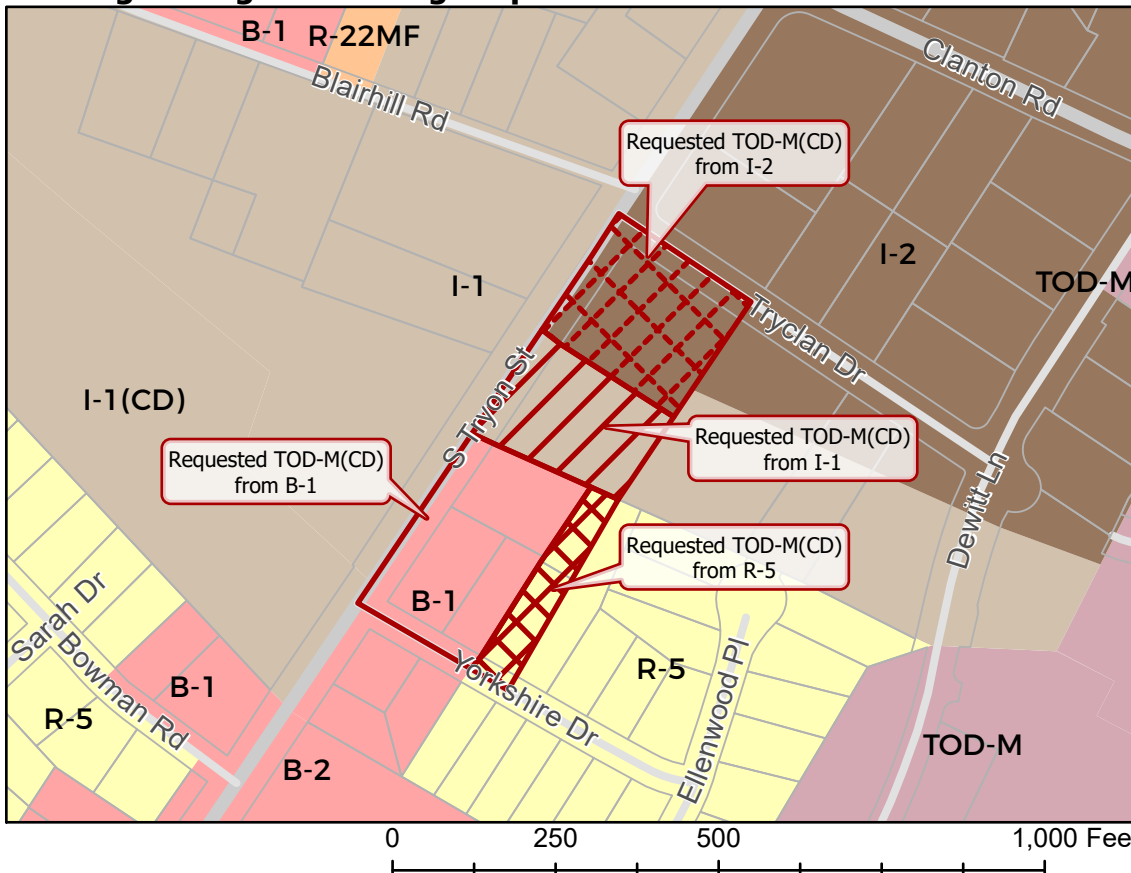 B-1
R-22MF
Blairhill Rd
Clanton Rd
Requested TOD-M(CD)
from I-2
I-2
I-1
TOD-M
Tryclan Dr
S Tryon St
I-1(CD)
Requested TOD-M(CD)
from I-1
Requested TOD-M(CD)
from B-1
Dewitt Ln
Requested TOD-M(CD)
from R-5
B-1
Sarah Dr
Bowman Rd
B-1
R-5
Yorkshire Dr
R-5
Ellenwood Pl
TOD-M
B-2
0 250 500 1,000 Fee